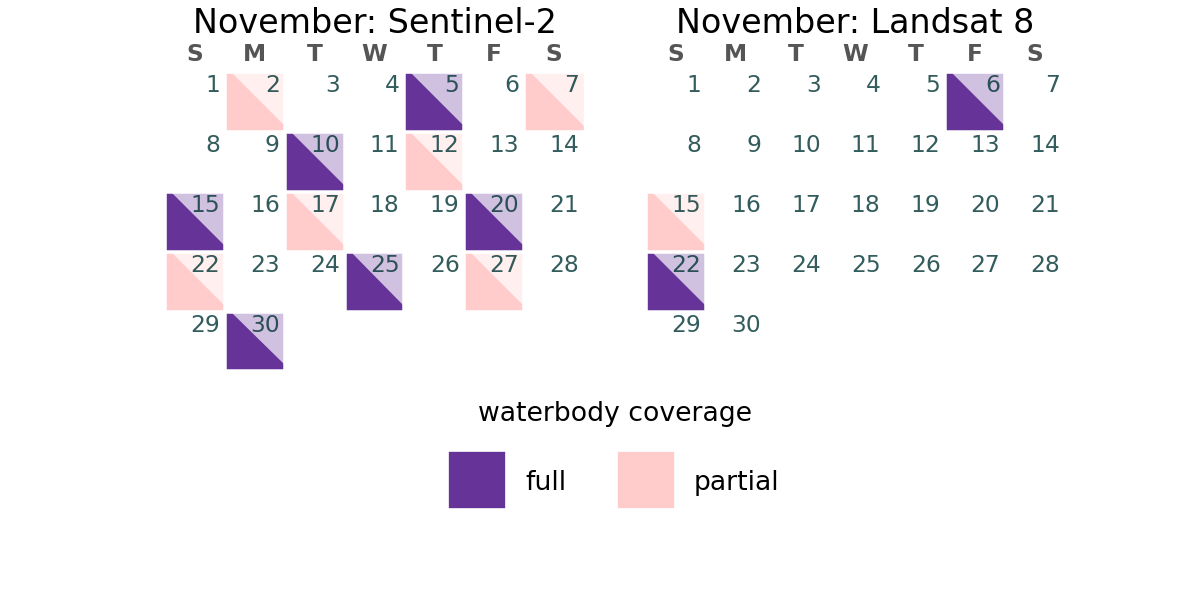 November: Sentinel-2
S M T W T F S
1 2 3 4 5 6 7
8 9 10 11 12 13 14
15 16 17 18 19 20 21
22 23 24 25 26 27 28
29 30
November: Landsat 8
S M T W T F S
1 2 3 4 5 6 7
8 9 10 11 12 13 14
15 16 17 18 19 20 21
22 23 24 25 26 27 28
29 30
waterbody coverage
full partial